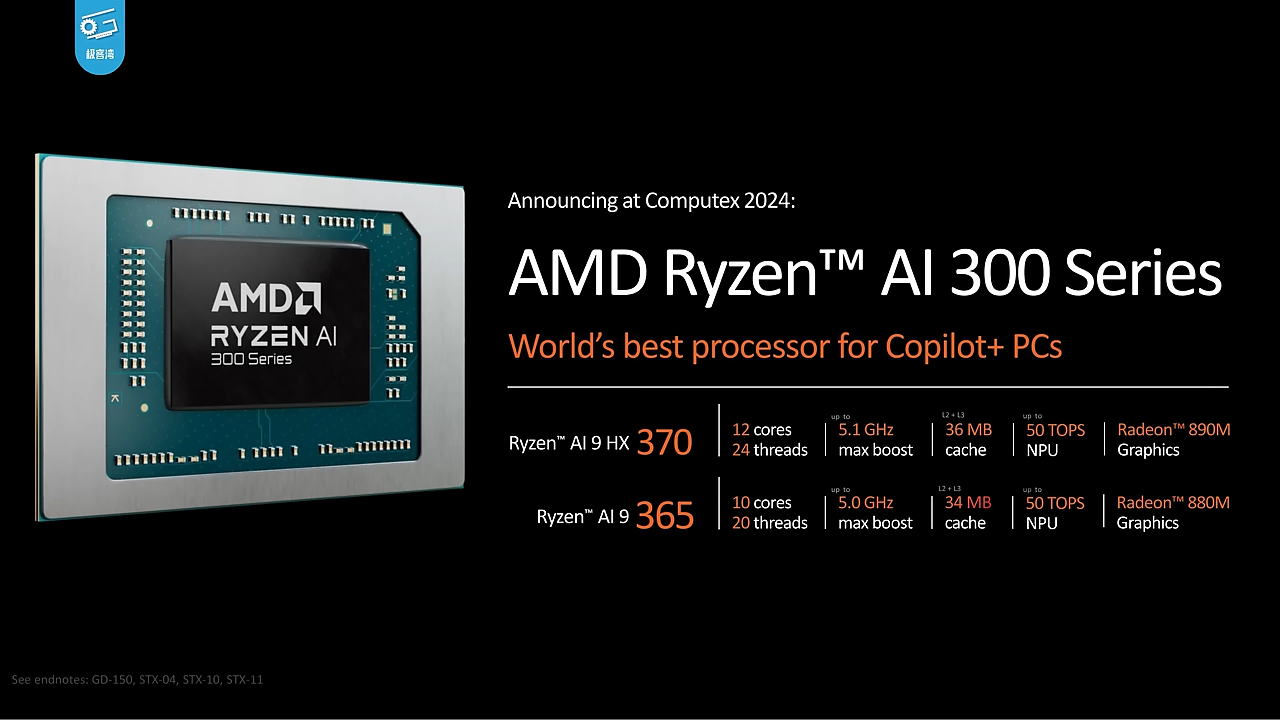 极客湾
AMD
RYZEN AI
300 Series
Announcing at Computex 2024:
AMD Ryzen™ AI 300 Series
World's best processor for Copilot+ PCs
Ryzen™ AI 9 HX 370
12 cores
24 threads
up to
5.1 GHz
max boost
L2 + L3
36 MB
cache
up to
50 TOPS
NPU
Radeon™ 890M
Graphics
Ryzen™ AI 9 365
10 cores
20 threads
up to
5.0 GHz
max boost
L2 + L3
34 MB
cache
up to
50 TOPS
NPU
Radeon™ 880M
Graphics
See endnotes: GD-150, STX-04, STX-10, STX-11